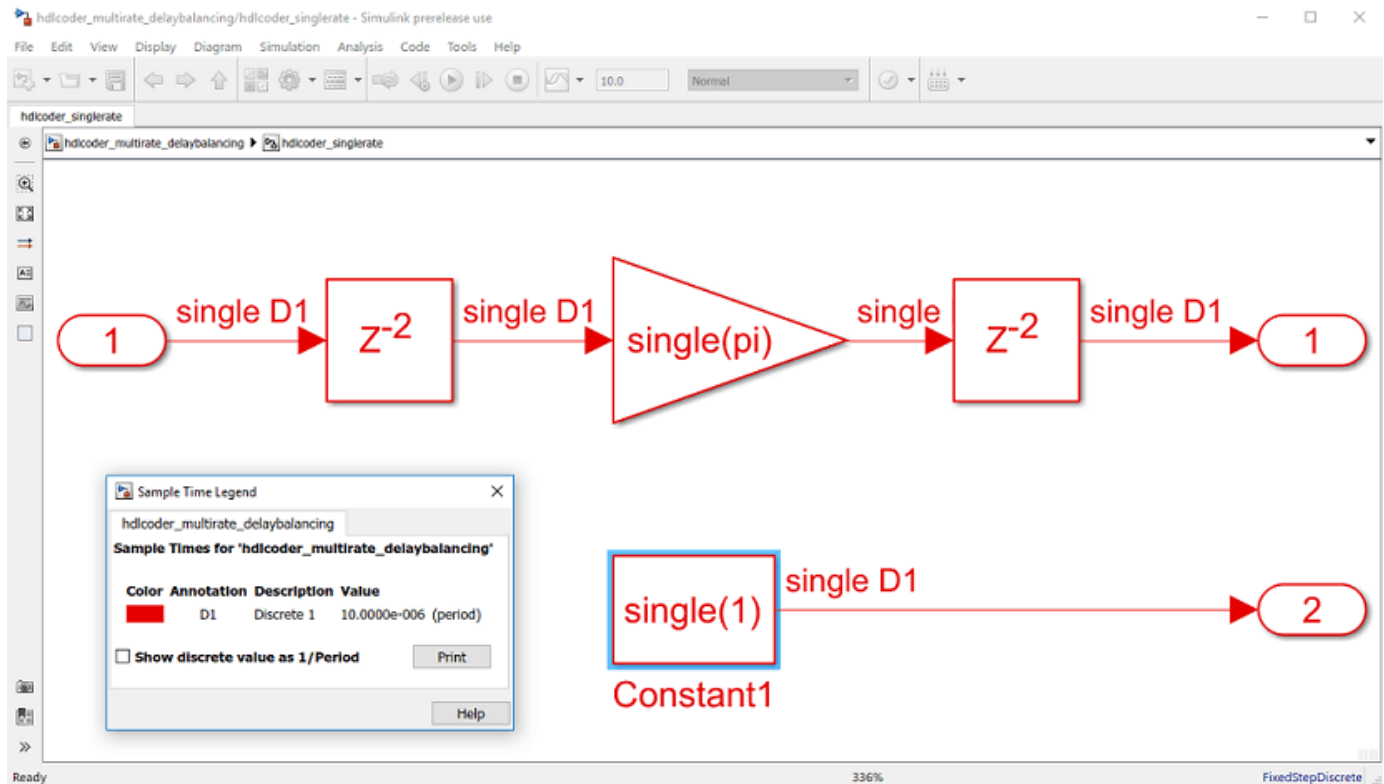 hdlcoder_multirate_delaybalancing/hdlcoder_singlerate - Simulink prerelease use
File Edit View Display Diagram Simulation Analysis Code Tools Help
10.0 Normal
hdlcoder_singlerate
hdlcoder_multirate_delaybalancing hdlcoder_singlerate
single D1 single D1 single single D1
1 Z-2 single(pi) Z-2 1
Sample Time Legend
hdlcoder_multirate_delaybalancing
Sample Times for 'hdlcoder_multirate_delaybalancing'
Color Annotation Description Value
D1 Discrete 1 10.0000e-006 (period)
Show discrete value as 1/Period Print
Help
single D1
single(1) 2
Constant1
Ready 336% FixedStepDiscrete